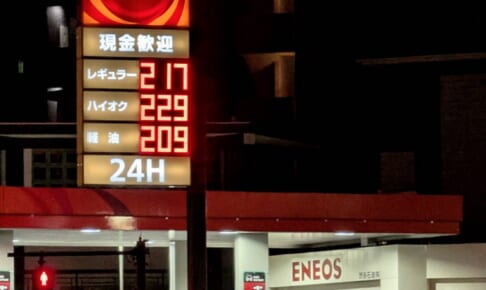 現金歓迎
レギュラー 217
ハイオク 229
軽油 209
24H
ENEOS